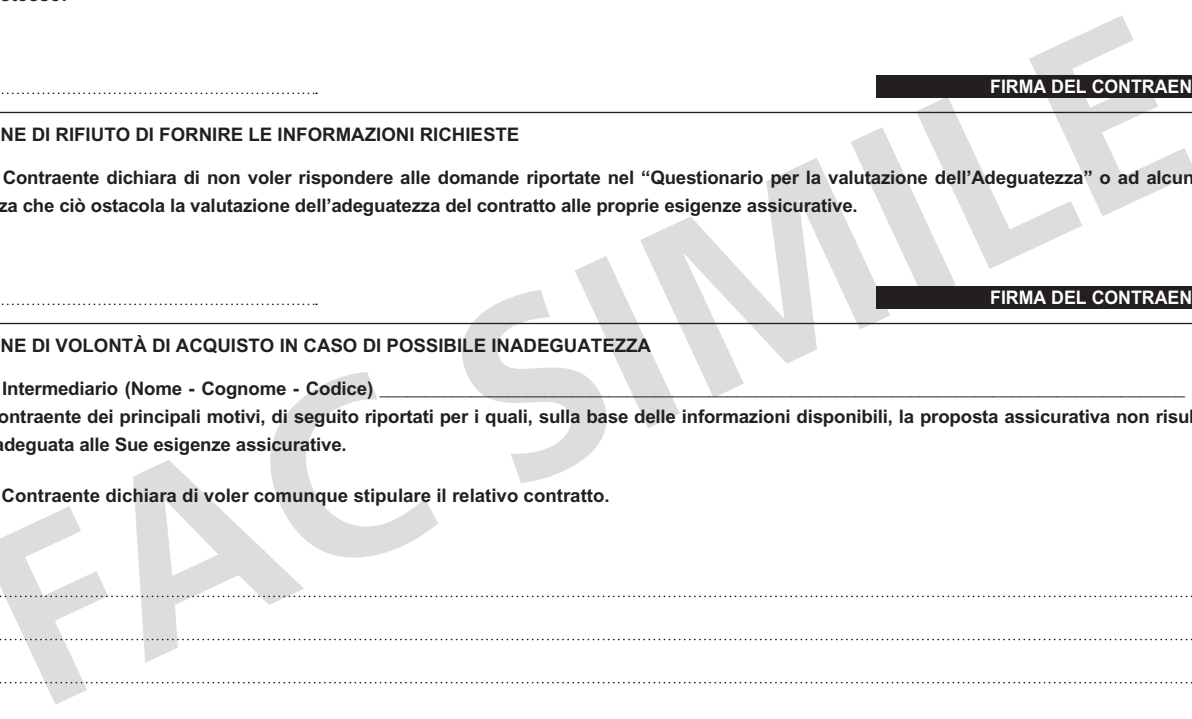 stesso.
FIRMA DEL CONTRAEN
NE DI RIFIUTO DI FORNIRE LE INFORMAZIONI RICHIESTE
Contraente dichiara di non voler rispondere alle domande riportate nel “Questionario per la valutazione dell’Adeguatezza” o ad alcun
za che ciò ostacola la valutazione dell’adeguatezza del contratto alle proprie esigenze assicurative.
FIRMA DEL CONTRAEN
NE DI VOLONTÀ DI ACQUISTO IN CASO DI POSSIBILE INADEGUATEZZA
Intermediario (Nome - Cognome - Codice)
ontraente dei principali motivi, di seguito riportati per i quali, sulla base delle informazioni disponibili, la proposta assicurativa non risul
adeguata alle Sue esigenze assicurative.
Contraente dichiara di voler comunque stipulare il relativo contratto.
FAC SIMILE